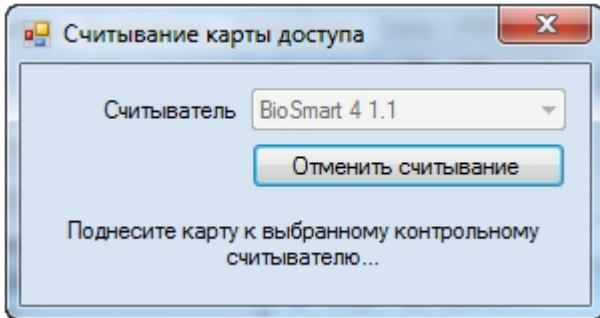 Считывание карты доступа
Считыватель BioSmart 4 1.1
Отменить считывание
Поднесите карту к выбранному контрольному
считывателю...